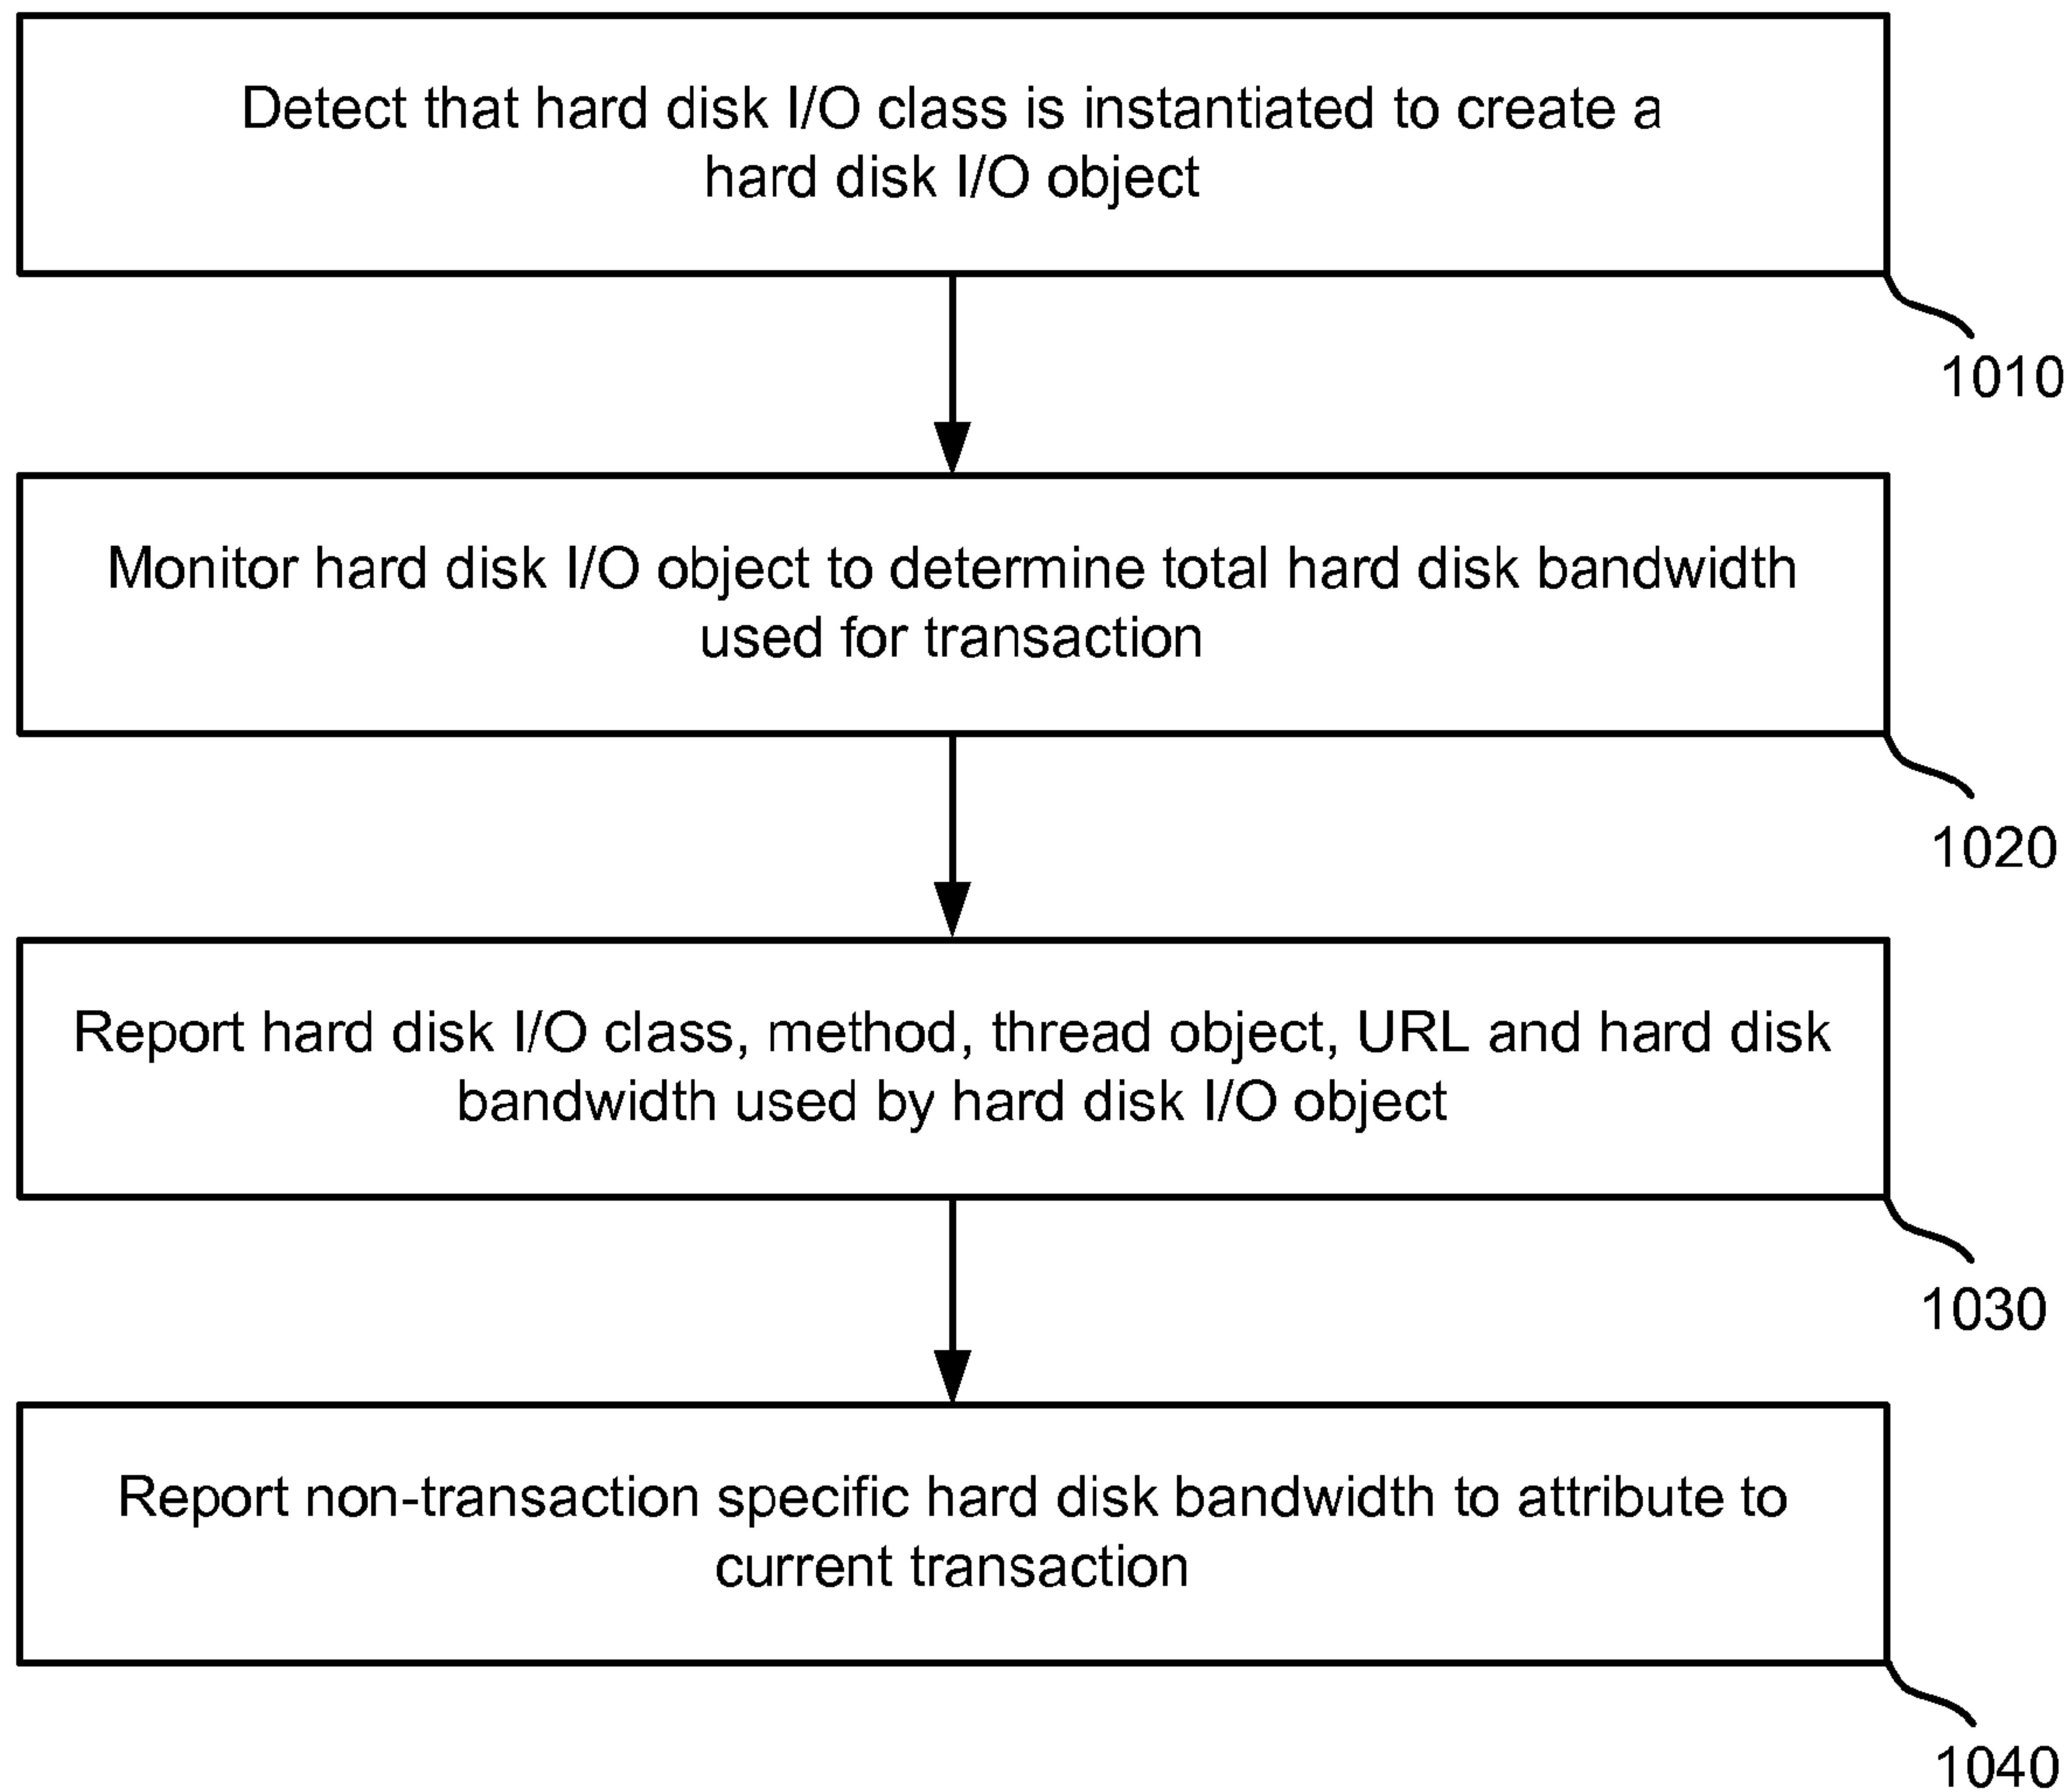 Detect that hard disk I/O class is instantiated to create a
hard disk I/O object
1010
Monitor hard disk I/O object to determine total hard disk bandwidth
used for transaction
1020
Report hard disk I/O class, method, thread object, URL and hard disk
bandwidth used by hard disk I/O object
1030
Report non-transaction specific hard disk bandwidth to attribute to
current transaction
1040